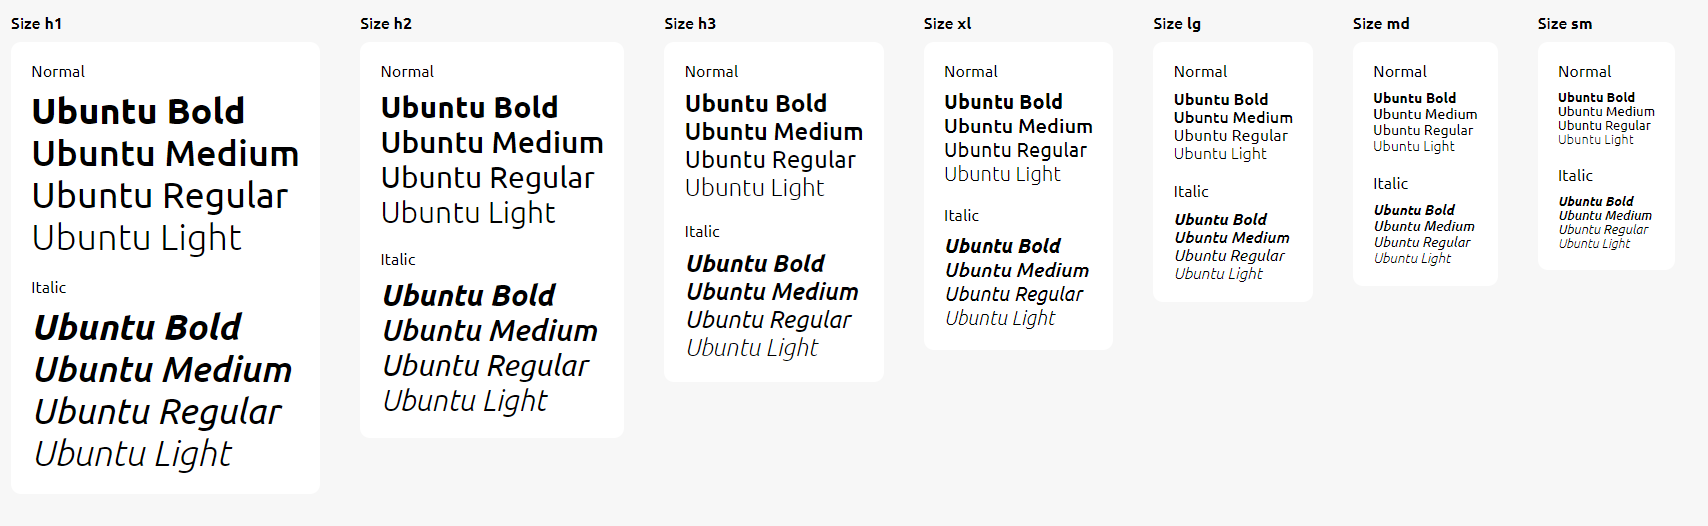 Size h1
Normal
Ubuntu Bold
Ubuntu Medium
Ubuntu Regular
Ubuntu Light
Italic
Ubuntu Bold
Ubuntu Medium
Ubuntu Regular
Ubuntu Light
Size h2
Normal
Ubuntu Bold
Ubuntu Medium
Ubuntu Regular
Ubuntu Light
Italic
Ubuntu Bold
Ubuntu Medium
Ubuntu Regular
Ubuntu Light
Size h3
Normal
Ubuntu Bold
Ubuntu Medium
Ubuntu Regular
Ubuntu Light
Italic
Ubuntu Bold
Ubuntu Medium
Ubuntu Regular
Ubuntu Light
Size xl
Normal
Ubuntu Bold
Ubuntu Medium
Ubuntu Regular
Ubuntu Light
Italic
Ubuntu Bold
Ubuntu Medium
Ubuntu Regular
Ubuntu Light
Size lg
Normal
Ubuntu Bold
Ubuntu Medium
Ubuntu Regular
Ubuntu Light
Italic
Ubuntu Bold
Ubuntu Medium
Ubuntu Regular
Ubuntu Light
Size md
Normal
Ubuntu Bold
Ubuntu Medium
Ubuntu Regular
Ubuntu Light
Italic
Ubuntu Bold
Ubuntu Medium
Ubuntu Regular
Ubuntu Light
Size sm
Normal
Ubuntu Bold
Ubuntu Medium
Ubuntu Regular
Ubuntu Light
Italic
Ubuntu Bold
Ubuntu Medium
Ubuntu Regular
Ubuntu Light